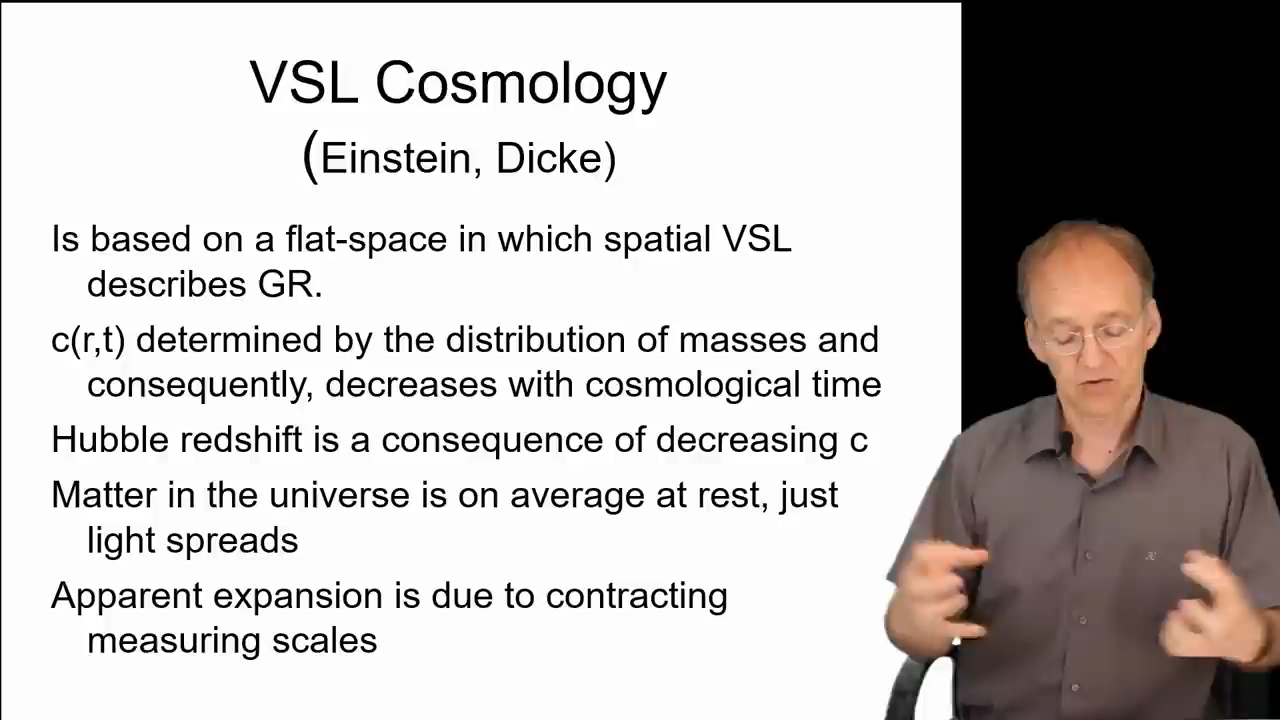 VSL Cosmology
(Einstein, Dicke)
Is based on a flat-space in which spatial VSL
describes GR.
c(r,t) determined by the distribution of masses and
consequently, decreases with cosmological time
Hubble redshift is a consequence of decreasing c
Matter in the universe is on average at rest, just
light spreads
Apparent expansion is due to contracting
measuring scales